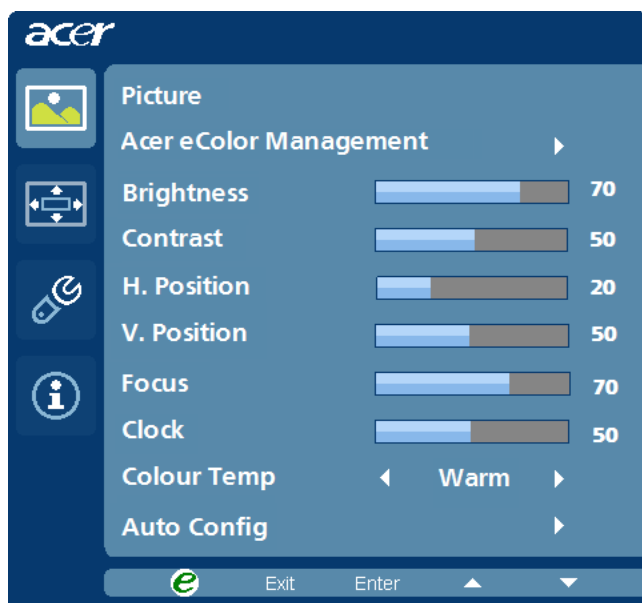 acer
Picture
Acer eColor Management
Brightness 70
Contrast 50
H. Position 20
V. Position 50
Focus 70
Clock 50
Colour Temp Warm
Auto Config
e Exit Enter